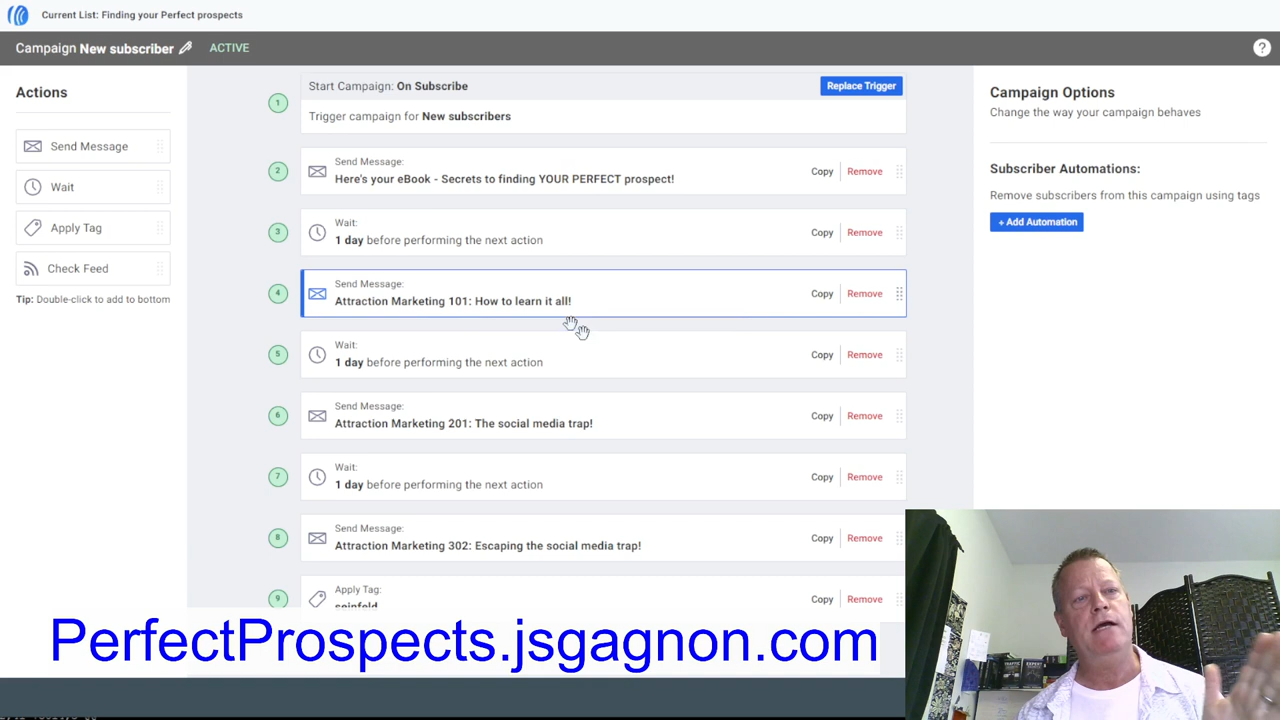 Current List: Finding your Perfect prospects
Campaign New subscriber ACTIVE
?
Actions
Send Message
Wait
Apply Tag
Check Feed
Tip: Double-click to add to bottom
1
Start Campaign: On Subscribe
Replace Trigger
Trigger campaign for New subscribers
2
Send Message:
Here's your eBook - Secrets to finding YOUR PERFECT prospect!
Copy Remove
3
Wait:
1 day before performing the next action
Copy Remove
4
Send Message:
Attraction Marketing 101: How to learn it all!
Copy Remove
5
Wait:
1 day before performing the next action
Copy Remove
6
Send Message:
Attraction Marketing 201: The social media trap!
Copy Remove
7
Wait:
1 day before performing the next action
Copy Remove
8
Send Message:
Attraction Marketing 302: Escaping the social media trap!
Copy Remove
9
Apply Tag:
seinfeld
Copy Remove
Campaign Options
Change the way your campaign behaves
Subscriber Automations:
Remove subscribers from this campaign using tags
+ Add Automation
PerfectProspects.jsgagnon.com
TRAFFIC
EXPERT